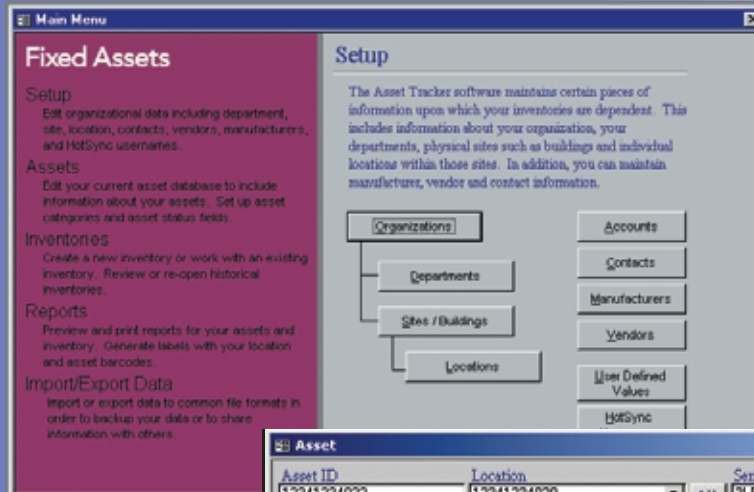 Main Menu
Fixed Assets
Setup
Edit organizational data including department,
site, location, contacts, vendors, manufacturers,
and HotSync usernames.
Assets
Edit your current asset database to include
information about your assets. Set up asset
categories and asset status fields.
Inventories
Create a new inventory or work with an existing
inventory. Review or re-open historical
inventories.
Reports
Preview and print reports for your assets and
inventory. Generate labels with your location
and asset barcodes.
Import/Export Data
Import or export data to common file formats in
order to backup your data or to share
information with others.
Setup
The Asset Tracker software maintains certain pieces of
information upon which your inventories are dependent. This
includes information about your organization, your
departments, physical sites such as buildings and individual
locations within those sites. In addition, you can maintain
manufacturer, vendor and contact information.
Organizations
Departments
Sites / Buildings
Locations
Accounts
Contacts
Manufacturers
Vendors
User Defined
Values
HotSync
Asset
Asset ID
Location